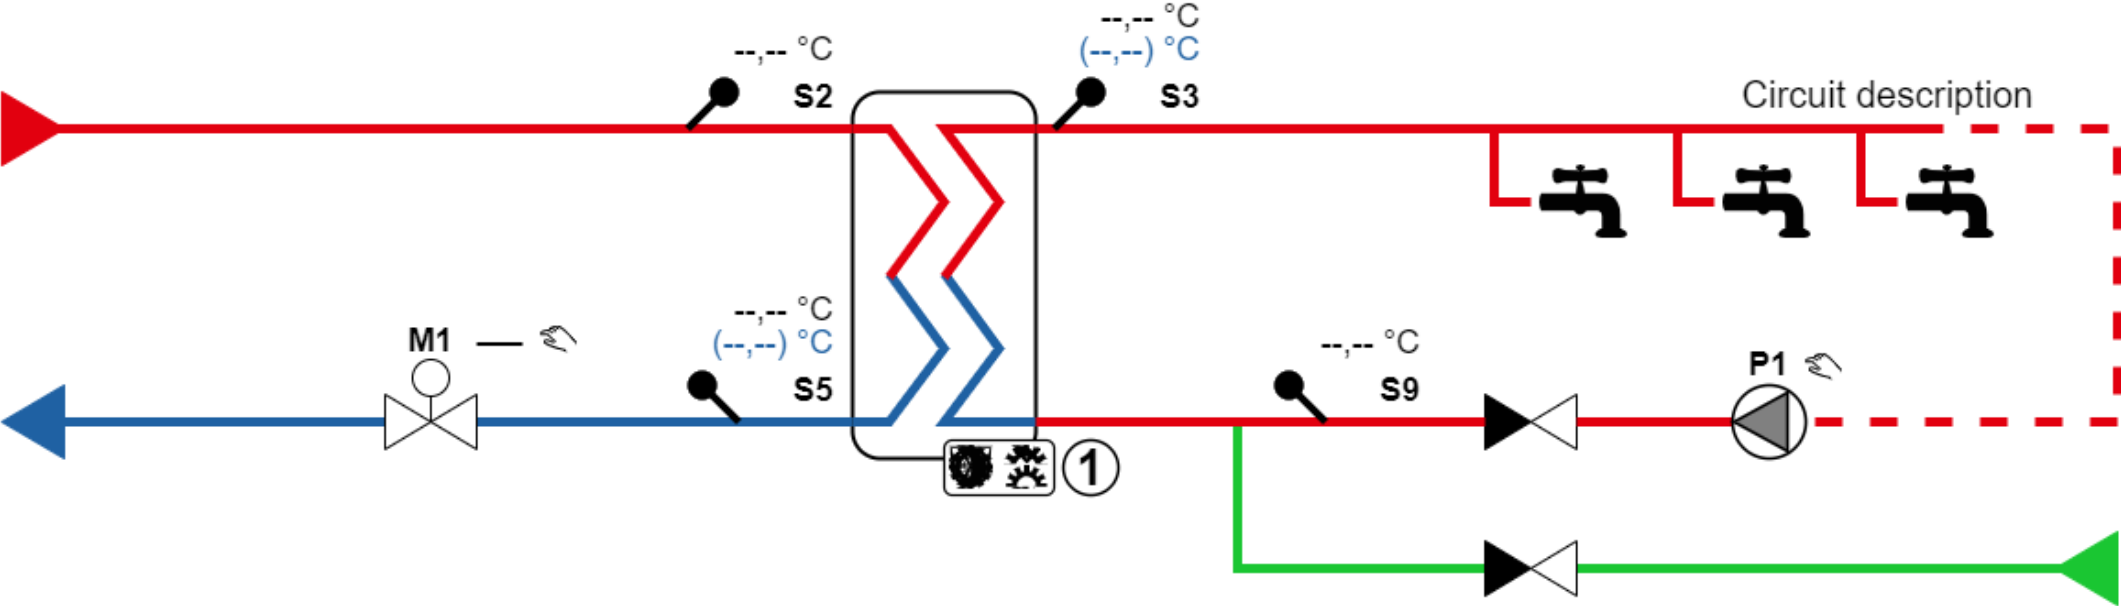 --,-- °C
(--,--) °C
S3
--,-- °C
S2
Circuit description
--,-- °C
(--,--) °C
S5
M1
--,-- °C
S9
P1
1